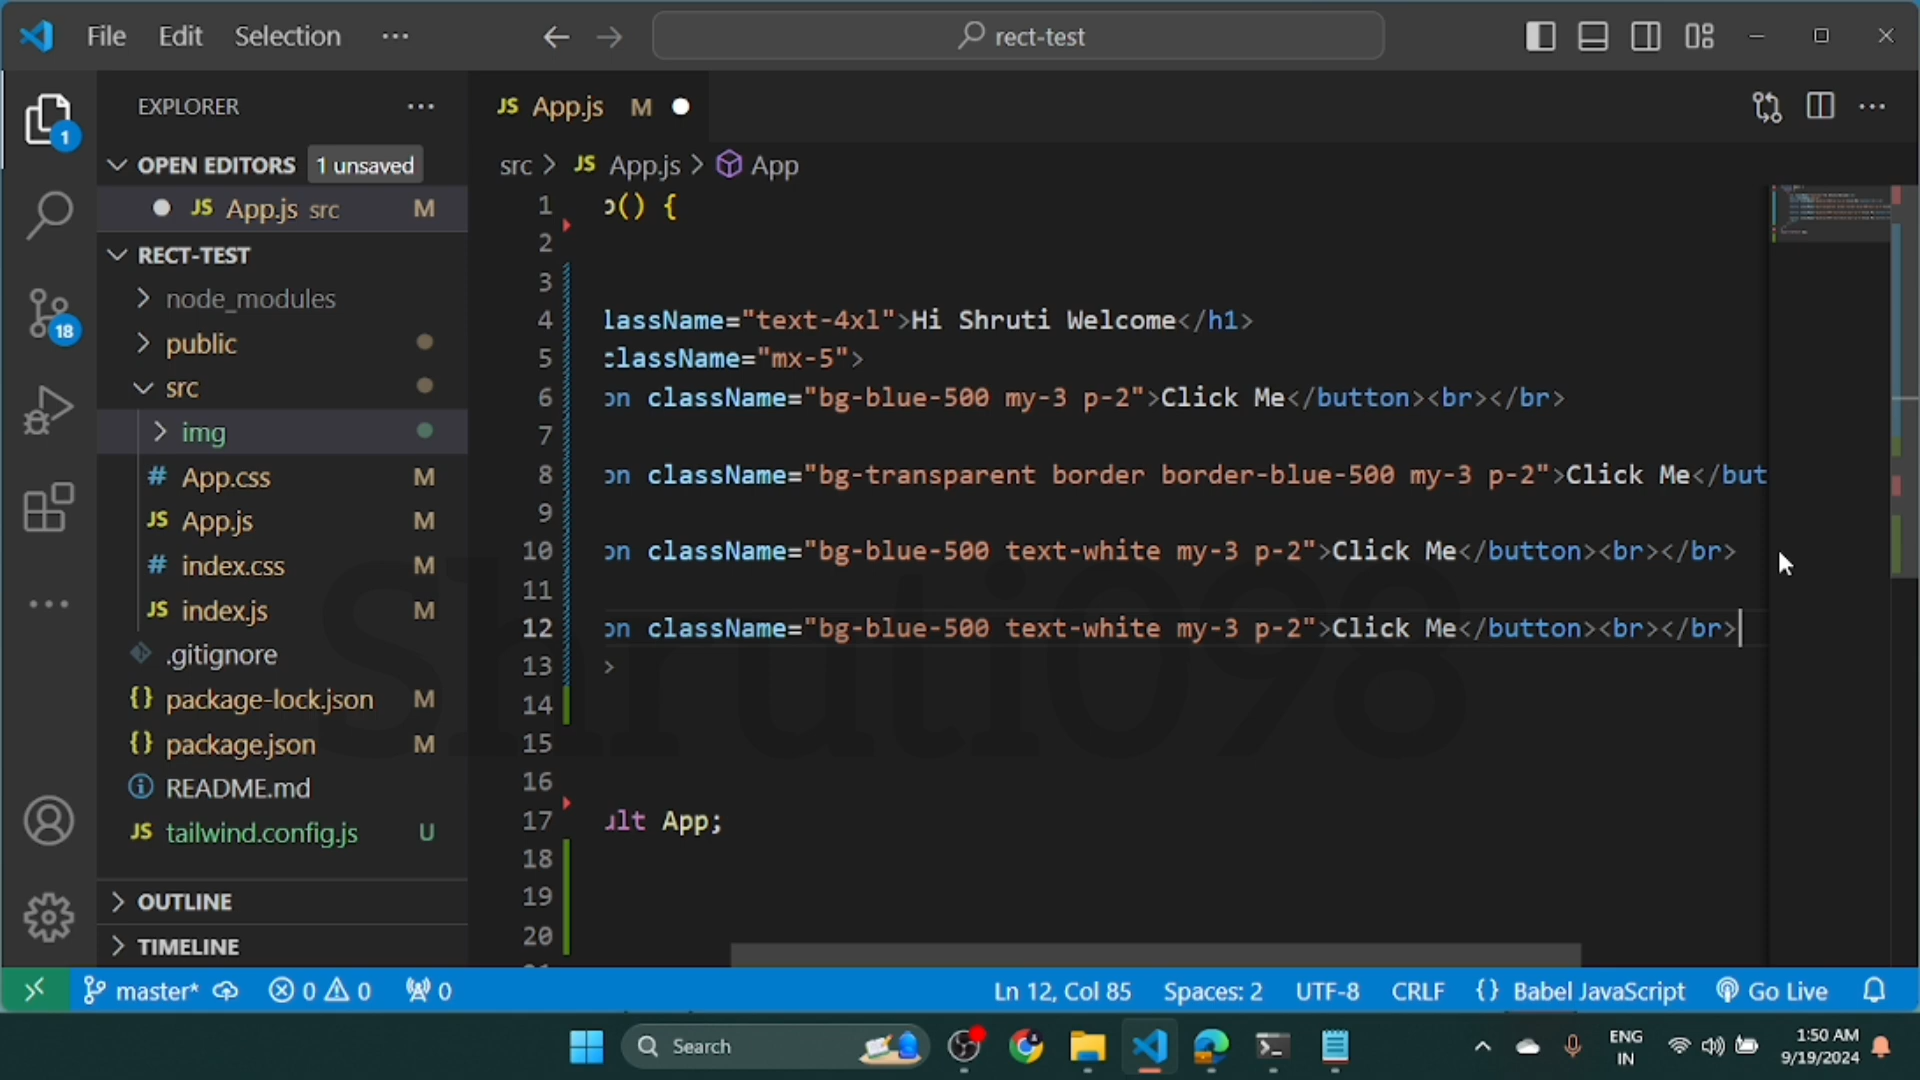 File Edit Selection ··· rect-test
EXPLORER ···
OPEN EDITORS 1 unsaved
JS App.js src M
RECT-TEST
node_modules
public
src
img
# App.css M
JS App.js M
# index.css M
JS index.js M
.gitignore
{} package-lock.json M
{} package.json M
README.md
JS tailwind.config.js U
OUTLINE
TIMELINE
1
18
JS App.js M
src > JS App.js > App
1 () {
2
3
4 lassName="text-4xl">Hi Shruti Welcome</h1>
5 className="mx-5">
6 on className="bg-blue-500 my-3 p-2">Click Me</button><br></br>
7
8 on className="bg-transparent border border-blue-500 my-3 p-2">Click Me</but
9
10 on className="bg-blue-500 text-white my-3 p-2">Click Me</button><br></br>
11
12 on className="bg-blue-500 text-white my-3 p-2">Click Me</button><br></br>
13 >
14
15
16
17 ult App;
18
19
20
Shruti098
master* 0 0 0 Ln 12, Col 85 Spaces: 2 UTF-8 CRLF {} Babel JavaScript Go Live
Search ENG IN 1:50 AM
9/19/2024